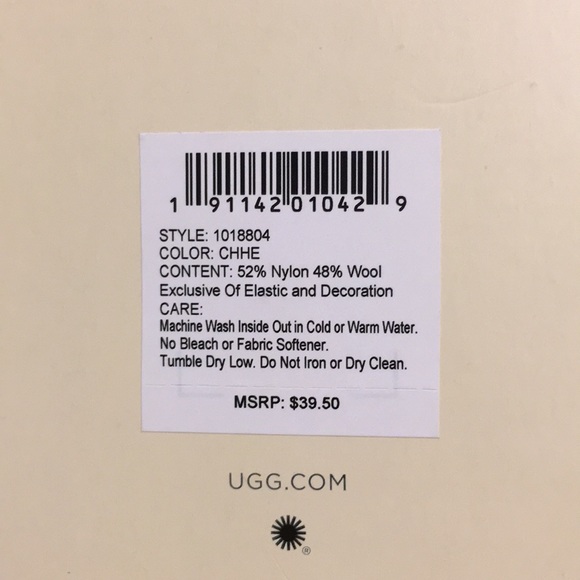 1 91142 01042 9
STYLE: 1018804
COLOR: CHHE
CONTENT: 52% Nylon 48% Wool
Exclusive Of Elastic and Decoration
CARE:
Machine Wash Inside Out in Cold or Warm Water.
No Bleach or Fabric Softener.
Tumble Dry Low. Do Not Iron or Dry Clean.
MSRP: $39.50
UGG.COM
®